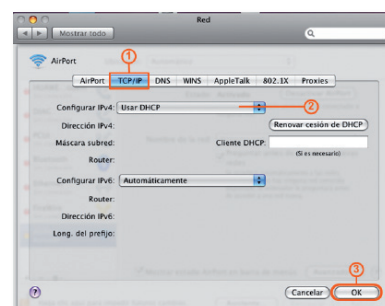 Red
Mostrar todo
AirPort
1
AirPort TCP/IP DNS WINS AppleTalk 802.1X Proxies
Configurar IPv4: Usar DHCP
2
Dirección IPv4:
Renovar cesión de DHCP
Máscara subred:
Cliente DHCP:
Router:
(Si es necesario)
Configurar IPv6: Automáticamente
Router:
Dirección IPv6:
Long. del prefijo:
3
?
Cancelar
OK